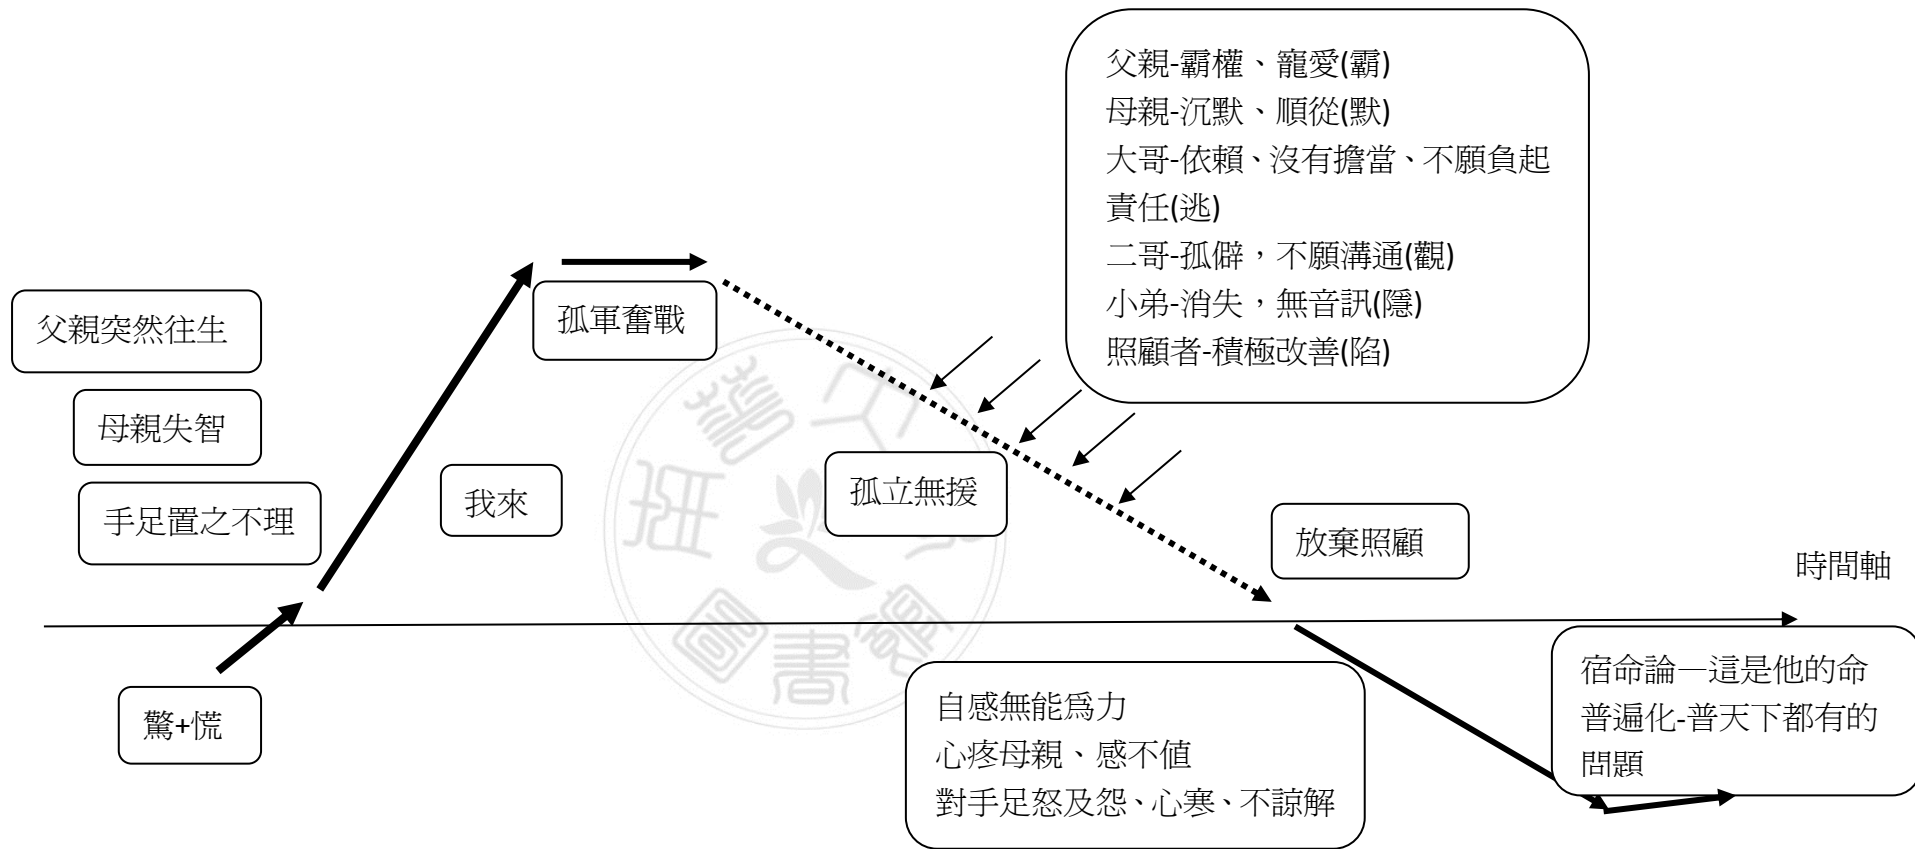 父親-霸權、寵愛(霸)
母親-沉默、順從(默)
大哥-依賴、沒有擔當、不願負起
責任(逃)
二哥-孤僻，不願溝通(觀)
小弟-消失，無音訊(隱)
照顧者-積極改善(陷)
父親突然往生
孤軍奮戰
母親失智
手足置之不理
我來
孤立無援
放棄照顧
時間軸
驚+慌
自感無能爲力
心疼母親、感不值
對手足怒及怨、心寒、不諒解
宿命論—這是他的命
普遍化-普天下都有的
問題